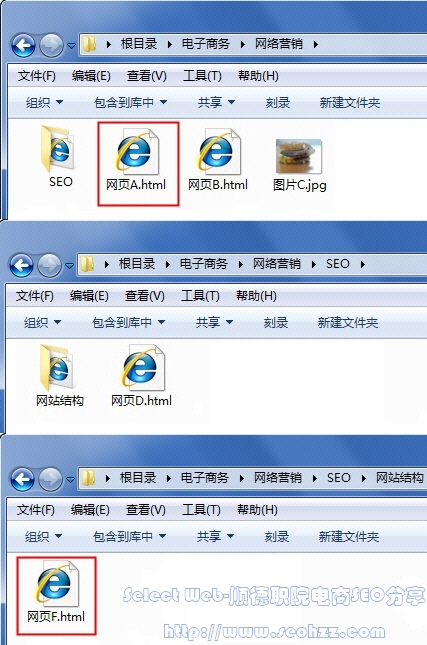 根目录 电子商务 网络营销
文件(F) 编辑(E) 查看(V) 工具(T) 帮助(H)
组织 包含到库中 共享 刻录 新建文件夹
SEO 网页A.html 网页B.html 图片C.jpg
根目录 电子商务 网络营销 SEO
文件(F) 编辑(E) 查看(V) 工具(T) 帮助(H)
组织 包含到库中 共享 刻录 新建文件夹
网站结构 网页D.html
根目录 电子商务 网络营销 SEO 网站结构
文件(F) 编辑(E) 查看(V) 工具(T) 帮助(H)
组织 包含到库中 共享 刻录 新建文件夹
网页F.html
Select Web-顺德职院电商SEO分享
http://www.seohzz.com/